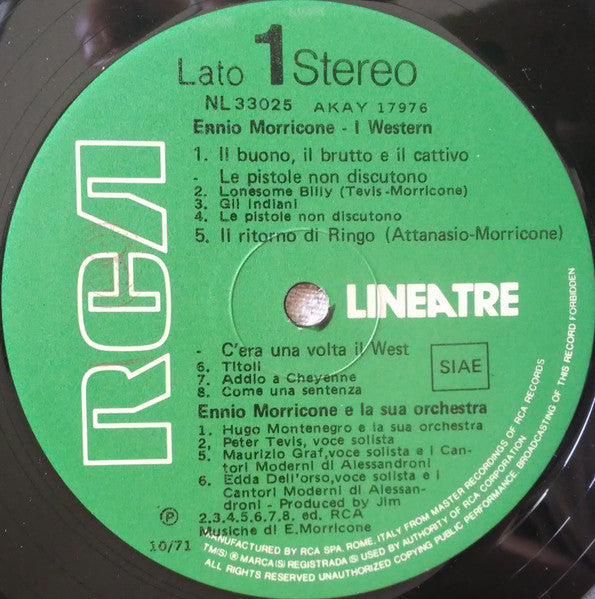 Lato 1 Stereo
NL 33025 AKAY 17976
Ennio Morricone - I Western
1. Il buono, il brutto e il cattivo
- Le pistole non discutono
2. Lonesome Billy (Tevis-Morricone)
3. Gli indiani
4. Le pistole non discutono
5. Il ritorno di Ringo (Attanasio-Morricone)
RCA
LINEATRE
- C'era una volta il West
6. Titoli
7. Addio a Cheyenne
8. Come una sentenza
SIAE
Ennio Morricone e la sua orchestra
1. Hugo Montenegro e la sua orchestra
2. Peter Tevis, voce solista
5. Maurizio Graf, voce solista e i Can-
tori Moderni di Alessandroni
6. Edda Dell'orso, voce solista e i
Cantori Moderni di Alessan-
droni - Produced by Jim
℗ 2.3.4.5.6.7.8. ed. RCA
Musiche di E.Morricone
10/71
MANUFACTURED BY RCA SPA, ROME, ITALY FROM MASTER RECORDINGS OF RCA RECORDS
TM(S) ® MARCA(S) REGISTRATA(S) USED BY AUTHORITY OF RCA CORPORATION
ALL RIGHTS RESERVED UNAUTHORIZED COPYING PUBLIC PERFORMANCE BROADCASTING OF THIS RECORD FORBIDDEN